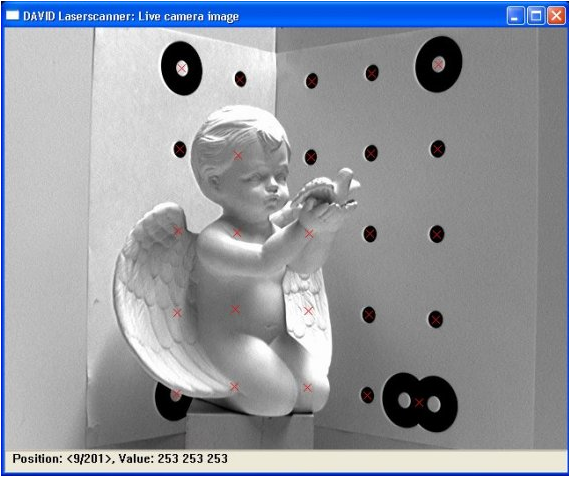 DAVID Laserscanner: Live camera image
Position: <9/201>, Value: 253 253 253